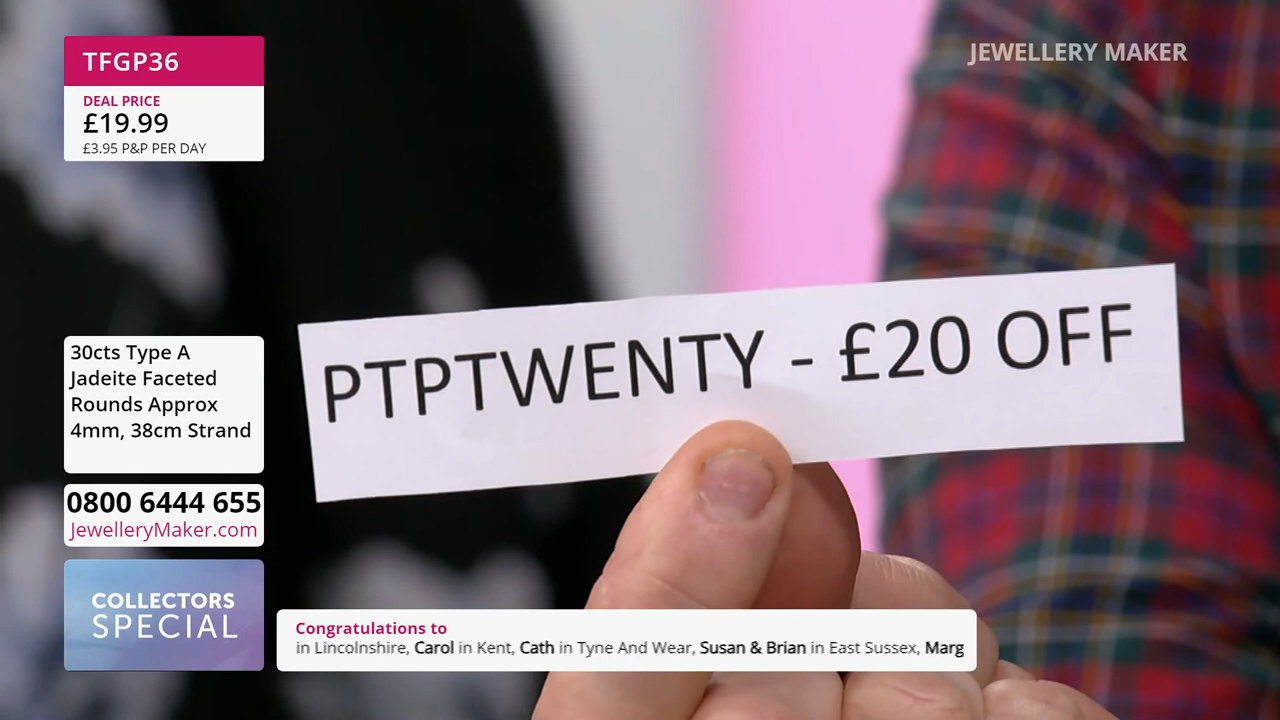 TFGP36
DEAL PRICE
£19.99
£3.95 P&P PER DAY
JEWELLERY MAKER
PTPTWENTY - £20 OFF
30cts Type A
Jadeite Faceted
Rounds Approx
4mm, 38cm Strand
0800 6444 655
JewelleryMaker.com
COLLECTORS
SPECIAL
Congratulations to
in Lincolnshire, Carol in Kent, Cath in Tyne And Wear, Susan & Brian in East Sussex, Marg